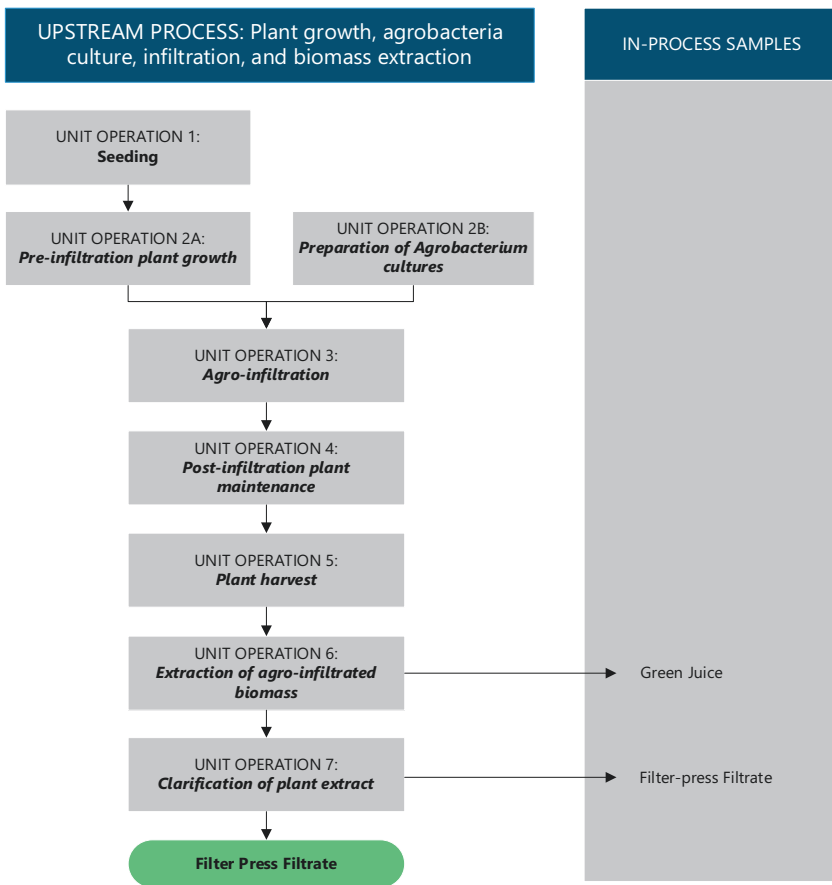 UPSTREAM PROCESS: Plant growth, agrobacteria
culture, infiltration, and biomass extraction
IN-PROCESS SAMPLES
UNIT OPERATION 1:
Seeding
UNIT OPERATION 2A:
Pre-infiltration plant growth
UNIT OPERATION 2B:
Preparation of Agrobacterium
cultures
UNIT OPERATION 3:
Agro-infiltration
UNIT OPERATION 4:
Post-infiltration plant
maintenance
UNIT OPERATION 5:
Plant harvest
UNIT OPERATION 6:
Extraction of agro-infiltrated
biomass
Green Juice
UNIT OPERATION 7:
Clarification of plant extract
Filter-press Filtrate
Filter Press Filtrate